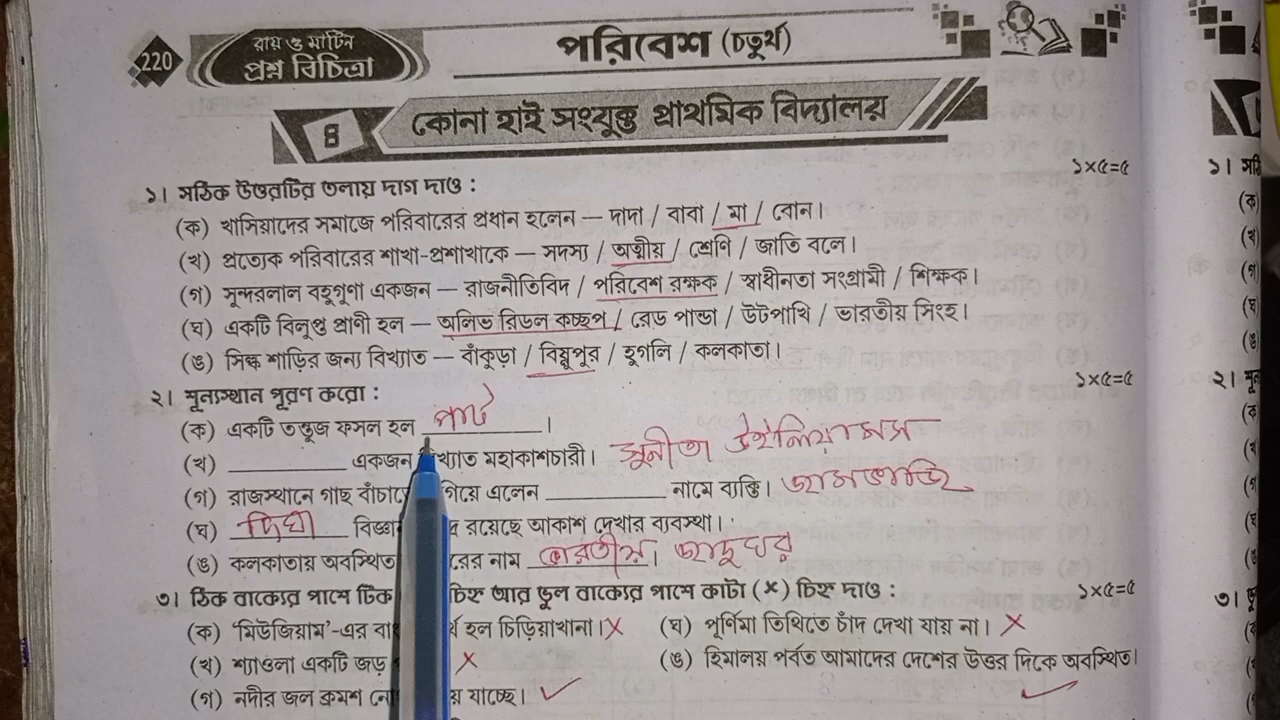 220
রায় ও মার্টিন
প্রশ্ন বিচিত্রা
পরিবেশ (চতুর্থ)
8 কোনা হাই সংযুক্ত প্রাথমিক বিদ্যালয়
১। সঠিক উত্তরটির তলায় দাগ দাও : ১×৫=৫
(ক) খাসিয়াদের সমাজে পরিবারের প্রধান হলেন — দাদা / বাবা / মা / বোন।
(খ) প্রত্যেক পরিবারের শাখা-প্রশাখাকে — সদস্য / আত্মীয় / শ্রেণি / জাতি বলে।
(গ) সুন্দরলাল বহুগুণা একজন — রাজনীতিবিদ / পরিবেশ রক্ষক / স্বাধীনতা সংগ্রামী / শিক্ষক।
(ঘ) একটি বিলুপ্ত প্রাণী হল — অলিভ রিডল কচ্ছপ / রেড পান্ডা / উটপাখি / ভারতীয় সিংহ।
(ঙ) সিল্ক শাড়ির জন্য বিখ্যাত — বাঁকুড়া / বিষ্ণুপুর / হুগলি / কলকাতা।
২। শূন্যস্থান পূরণ করো : ১×৫=৫
(ক) একটি তন্তুজ ফসল হল পাট।
(খ) ____________ একজন মহাকাশচারী। সুনীতা উইলিয়ামস
(গ) রাজস্থানে গাছ এলেন ____________ নামে ব্যক্তি।
(ঘ) দিঘা রয়েছে আকাশ দেখার ব্যবস্থা।
(ঙ) কলকাতায় অবস্থিত নাম ভারতীয়। জাদুঘর
৩। ঠিক বাক্যের পাশে টিক চিহ্ন আর ভুল বাক্যের পাশে কাটা (×) চিহ্ন দাও : ১×৫=৫
(ক) 'মিউজিয়াম'-এর হল চিড়িয়াখানা। × (ঘ) পূর্ণিমা তিথিতে চাঁদ দেখা যায় না। ×
(খ) শ্যাওলা একটি জড় × (ঙ) হিমালয় পর্বত আমাদের দেশের উত্তর দিকে অবস্থিত। ✓
(গ) নদীর জল ক্রমশ যাচ্ছে। ✓
১।
(ক)
(খ)
(গ)
(ঘ)
(ঙ)
২।
(ক)
(খ)
(গ)
(ঘ)
(ঙ)
৩।